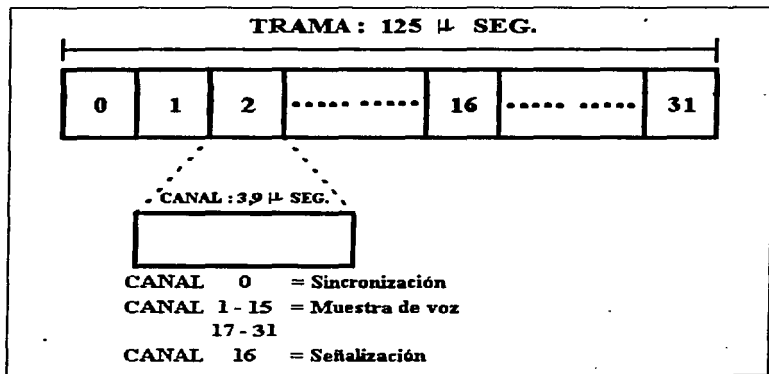 TRAMA : 125 µ SEG.
0 1 2 ..... ..... 16 ..... ..... 31
CANAL : 3,9 µ SEG.
CANAL 0 = Sincronización
CANAL 1 - 15 = Muestra de voz
17 - 31
CANAL 16 = Señalización